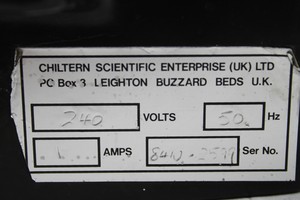 CHILTERN SCIENTIFIC ENTERPRISE (UK) LTD
PO Box 3 LEIGHTON BUZZARD BEDS U.K.
240 VOLTS 50 Hz
AMPS Ser No.